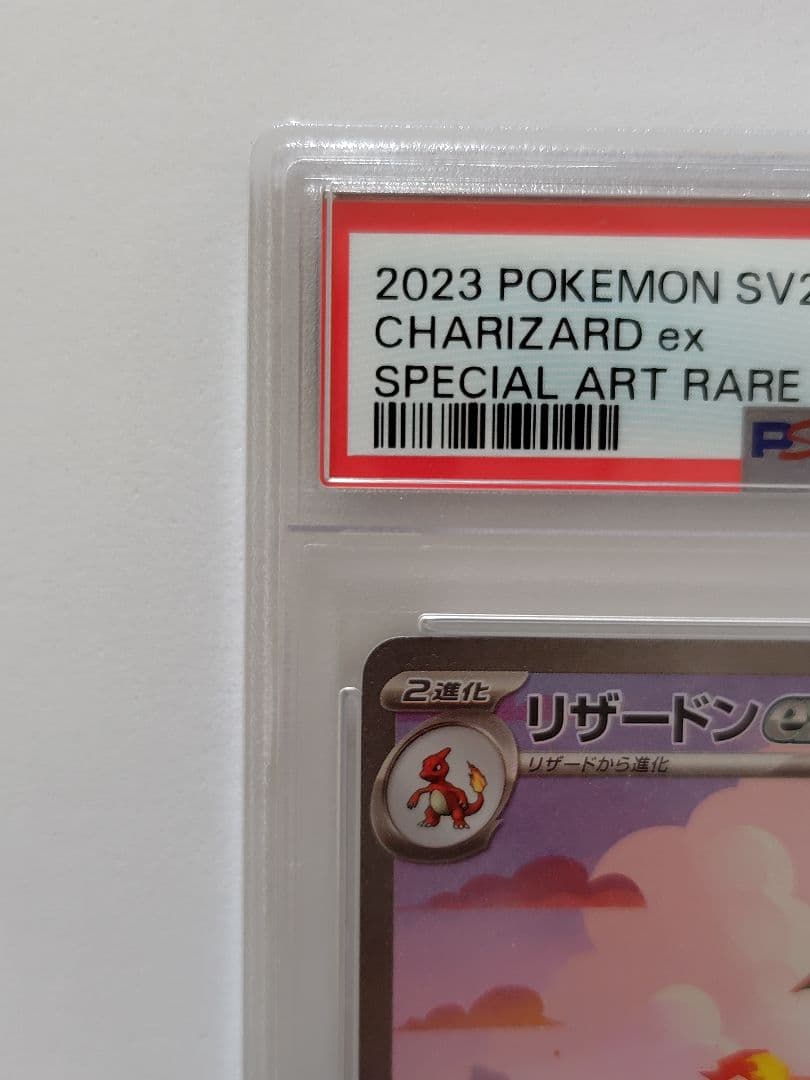 2023 POKEMON SV2
CHARIZARD ex
SPECIAL ART RARE
PS
2進化
リザードン e
リザードから進化